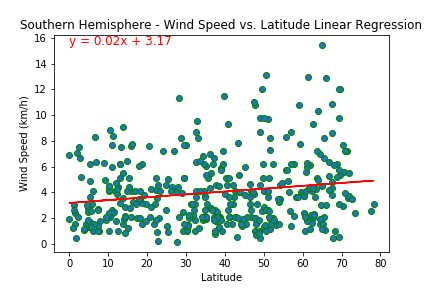 Southern Hemisphere - Wind Speed vs. Latitude Linear Regression
y = 0.02x + 3.17
16
14
12
10
8
6
4
2
0
Wind Speed (km/h)
0 10 20 30 40 50 60 70 80
Latitude